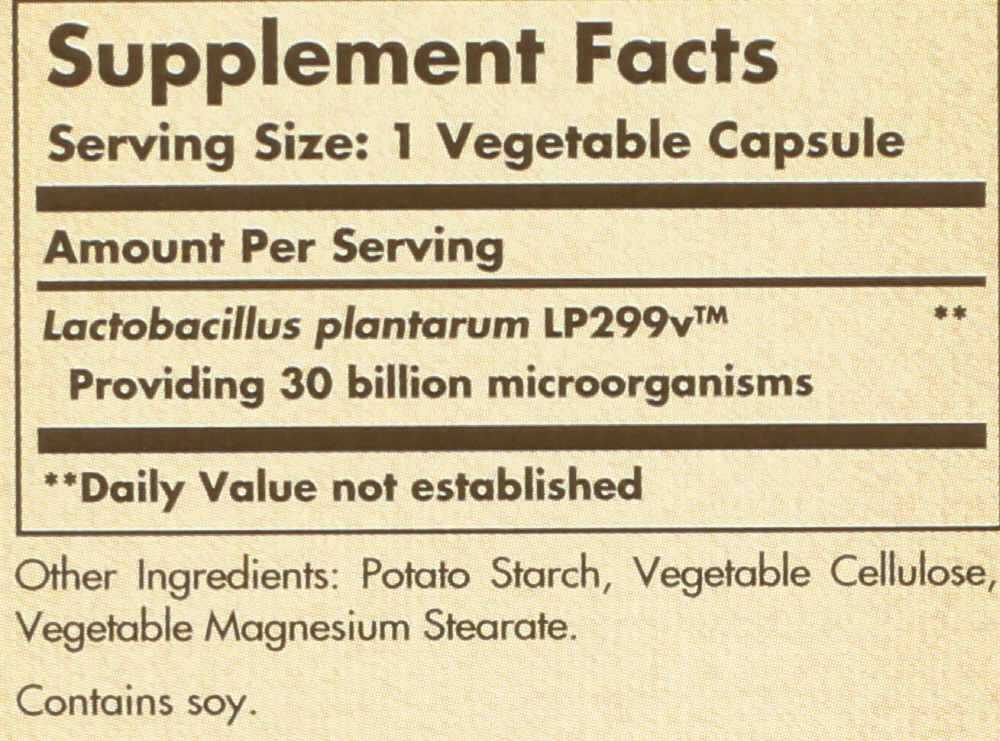 Supplement Facts
Serving Size: 1 Vegetable Capsule
Amount Per Serving
Lactobacillus plantarum LP299v™ **
Providing 30 billion microorganisms
**Daily Value not established
Other Ingredients: Potato Starch, Vegetable Cellulose,
Vegetable Magnesium Stearate.
Contains soy.